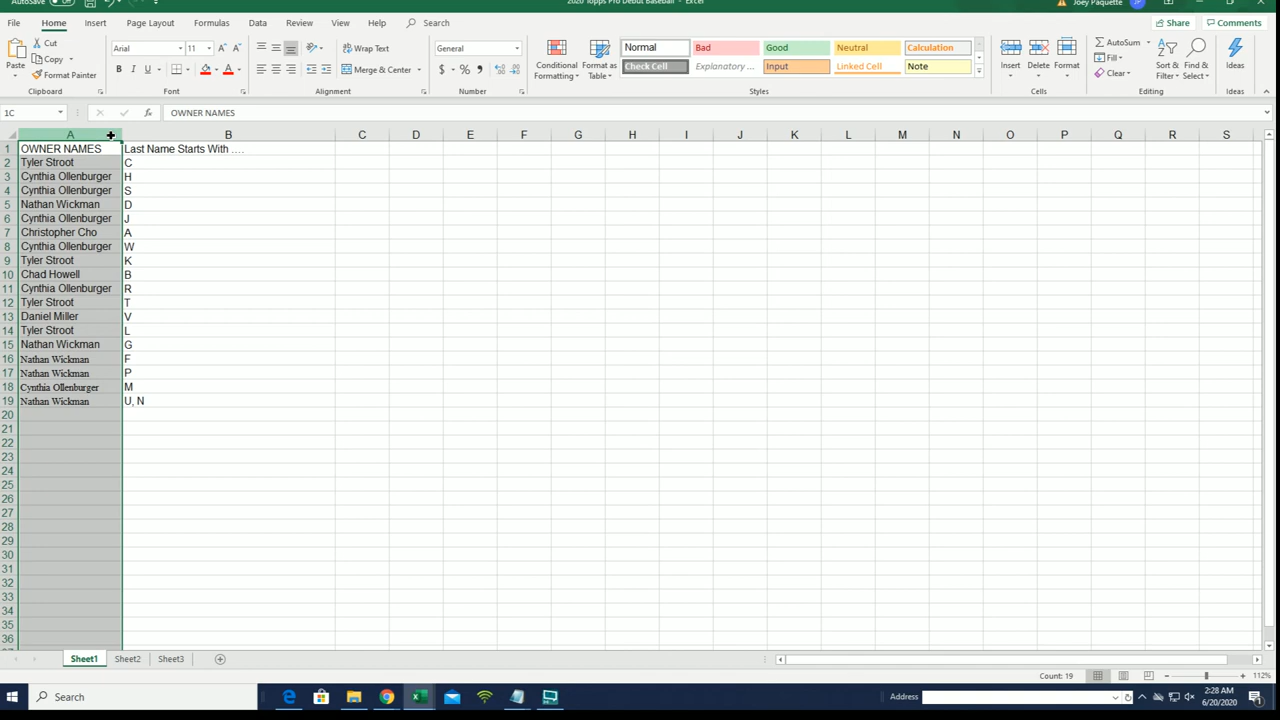 AutoSave Off 2020 Topps Pro Debut Baseball - Excel Joey Paquette JP
File Home Insert Page Layout Formulas Data Review View Help Search Share Comments
Paste Cut Copy Format Painter Clipboard
Arial 11 A A B I U A Font
ab Wrap Text Merge & Center Alignment
General $ % , Number
Conditional Formatting Format as Table
Normal Bad Good Neutral Calculation
Check Cell Explanatory ... Input Linked Cell Note
Styles
Insert Delete Format Cells
AutoSum Fill Clear Sort & Filter Find & Select Editing
Ideas Ideas
1C fx OWNER NAMES
A B C D E F G H I J K L M N O P Q R S
1 OWNER NAMES Last Name Starts With ....
2 Tyler Stroot C
3 Cynthia Ollenburger H
4 Cynthia Ollenburger S
5 Nathan Wickman D
6 Cynthia Ollenburger J
7 Christopher Cho A
8 Cynthia Ollenburger W
9 Tyler Stroot K
10 Chad Howell B
11 Cynthia Ollenburger R
12 Tyler Stroot T
13 Daniel Miller V
14 Tyler Stroot L
15 Nathan Wickman G
16 Nathan Wickman F
17 Nathan Wickman P
18 Cynthia Ollenburger M
19 Nathan Wickman U, N
20
21
22
23
24
25
26
27
28
29
30
31
32
33
34
35
36
Sheet1 Sheet2 Sheet3
Count: 19 112%
Search Address 2:28 AM
6/20/2020